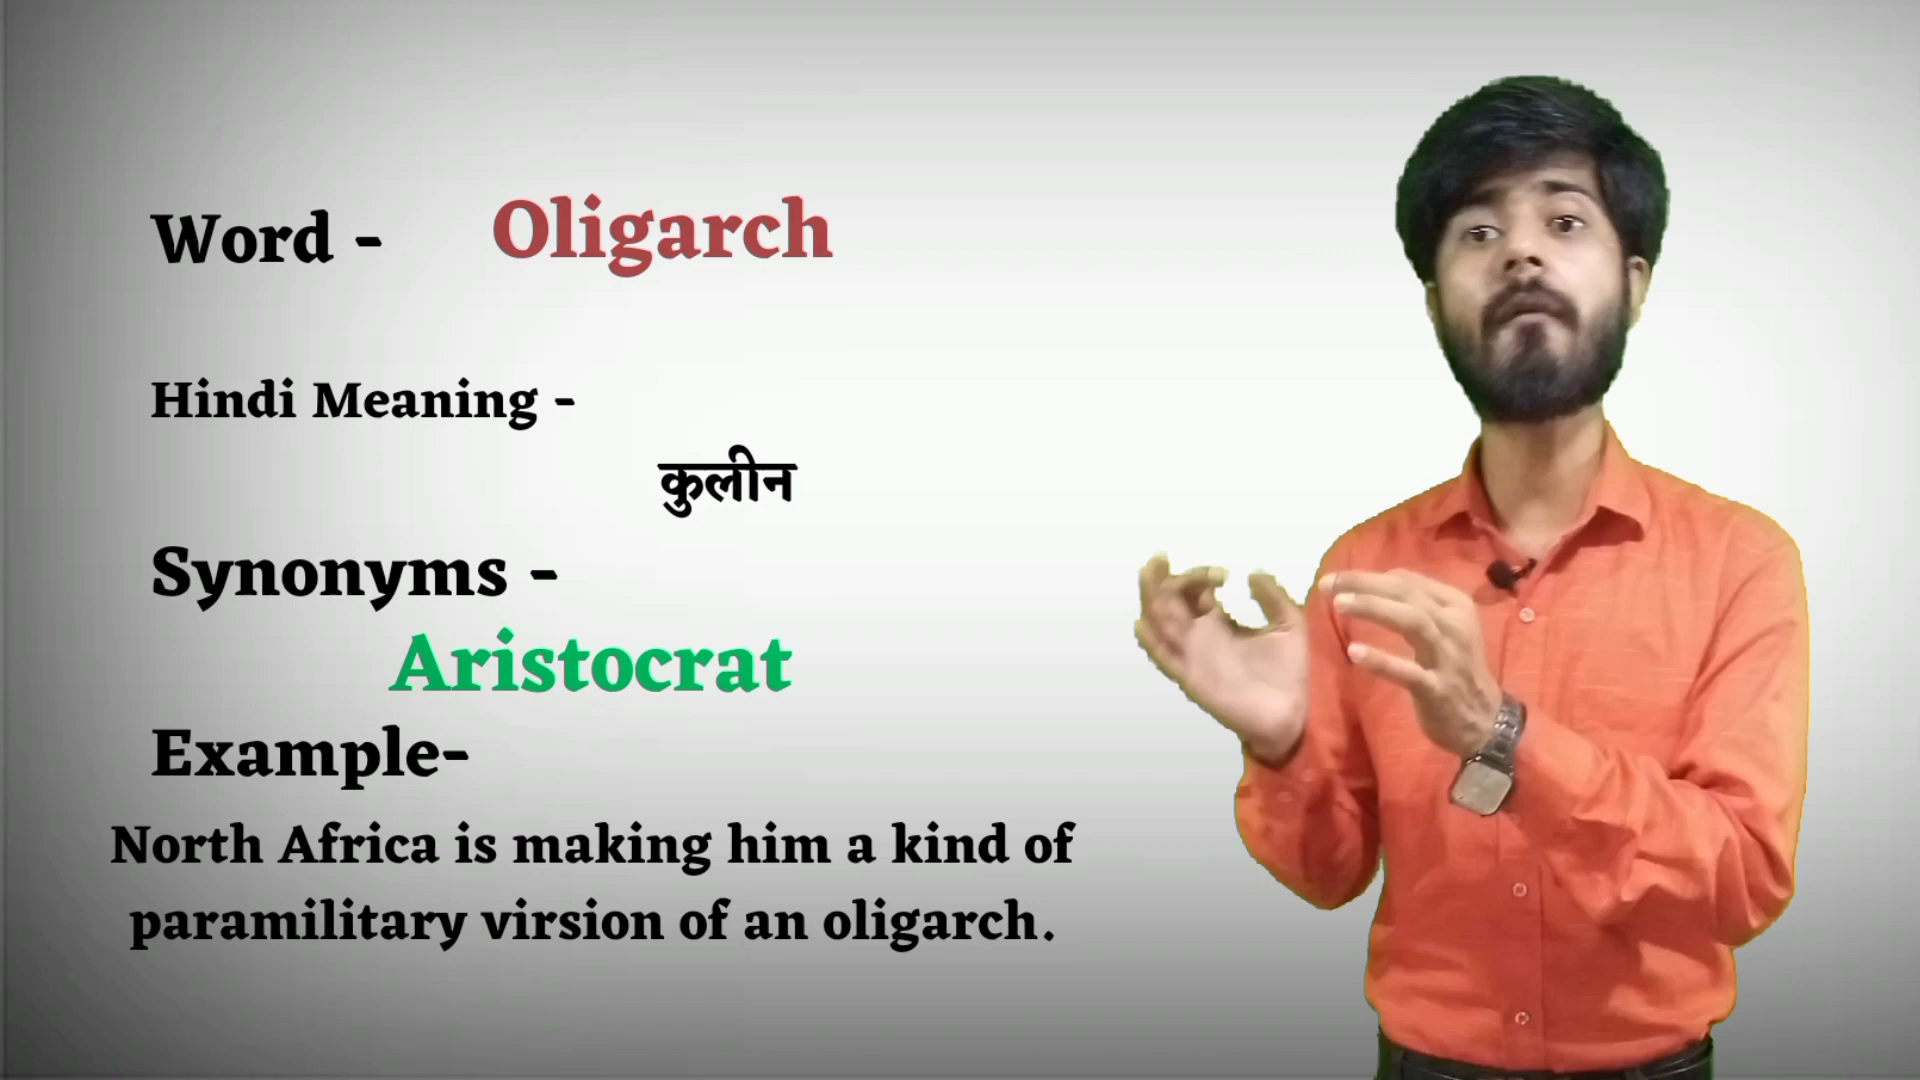 Word - Oligarch
Hindi Meaning -
कुलीन
Synonyms -
Aristocrat
Example-
North Africa is making him a kind of
paramilitary virsion of an oligarch.